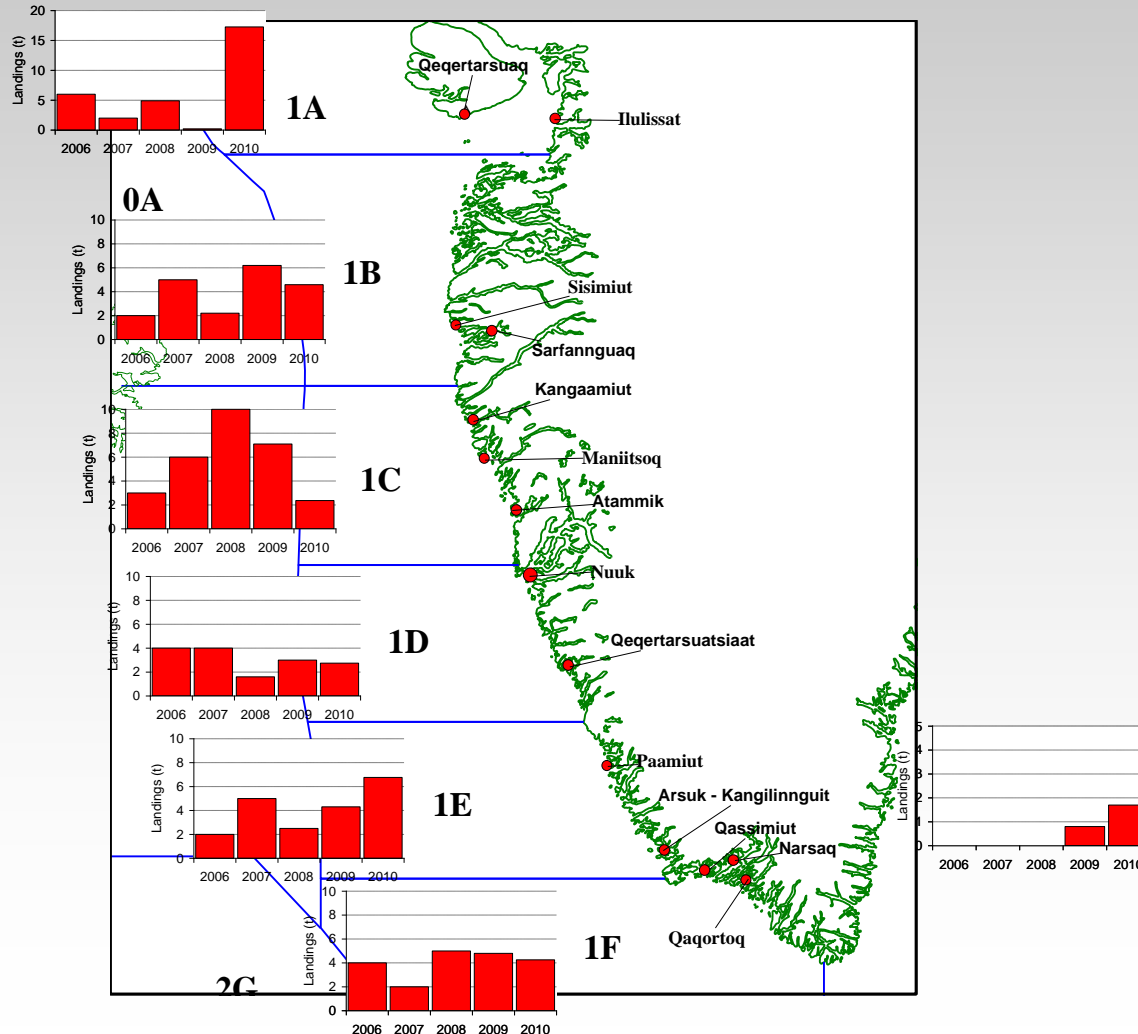 20
15
10
5
0
Landings (t)
2006 2007 2008 2009 2010
1A
Qeqertarsuaq
Ilulissat
0A
10
8
6
4
2
0
Landings (t)
2006 2007 2008 2009 2010
1B
Sisimiut
Sarfannguaq
Kangaamiut
10
8
6
4
2
0
Landings (t)
2006 2007 2008 2009 2010
1C
Maniitsoq
Atammik
Nuuk
10
8
6
4
2
0
Landings (t)
2006 2007 2008 2009 2010
1D
Qeqertarsuatsiaat
10
8
6
4
2
0
Landings (t)
2006 2007 2008 2009 2010
1E
Paamiut
Arsuk - Kangilinnguit
Qassimiut
Narsaq
Qaqortoq
5
4
3
2
1
0
Landings (t)
2006 2007 2008 2009 2010
10
8
6
4
2
0
Landings (t)
2006 2007 2008 2009 2010
1F
2G